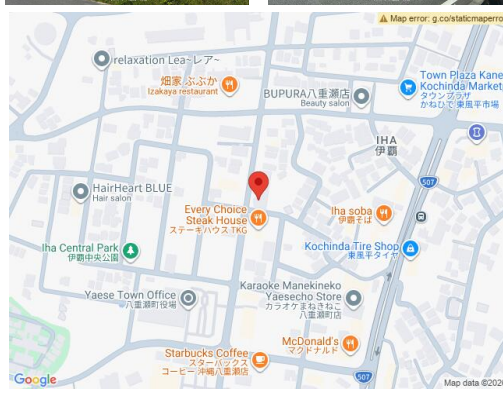 Map error: g.co/staticmaperro
relaxation Lea~レア~
畑家 ぶぶか
Izakaya restaurant
BUPURA八重瀬店
Beauty salon
Town Plaza Kane
Kochinda Market
タウンプラザ
かねひで 東風平市場
IHA
伊覇
507
HairHeart BLUE
Hair salon
Every Choice
Steak House
ステーキハウス TKG
Iha soba
伊覇そば
Iha Central Park
伊覇中央公園
Kochinda Tire Shop
東風平タイヤ
Yaese Town Office
八重瀬町役場
Karaoke Manekineko
Yaesecho Store
カラオケまねきねこ
八重瀬町店
McDonald's
マクドナルド
Starbucks Coffee
スターバックス
コーヒー 沖縄八重瀬店
507
Google
Map data ©2026